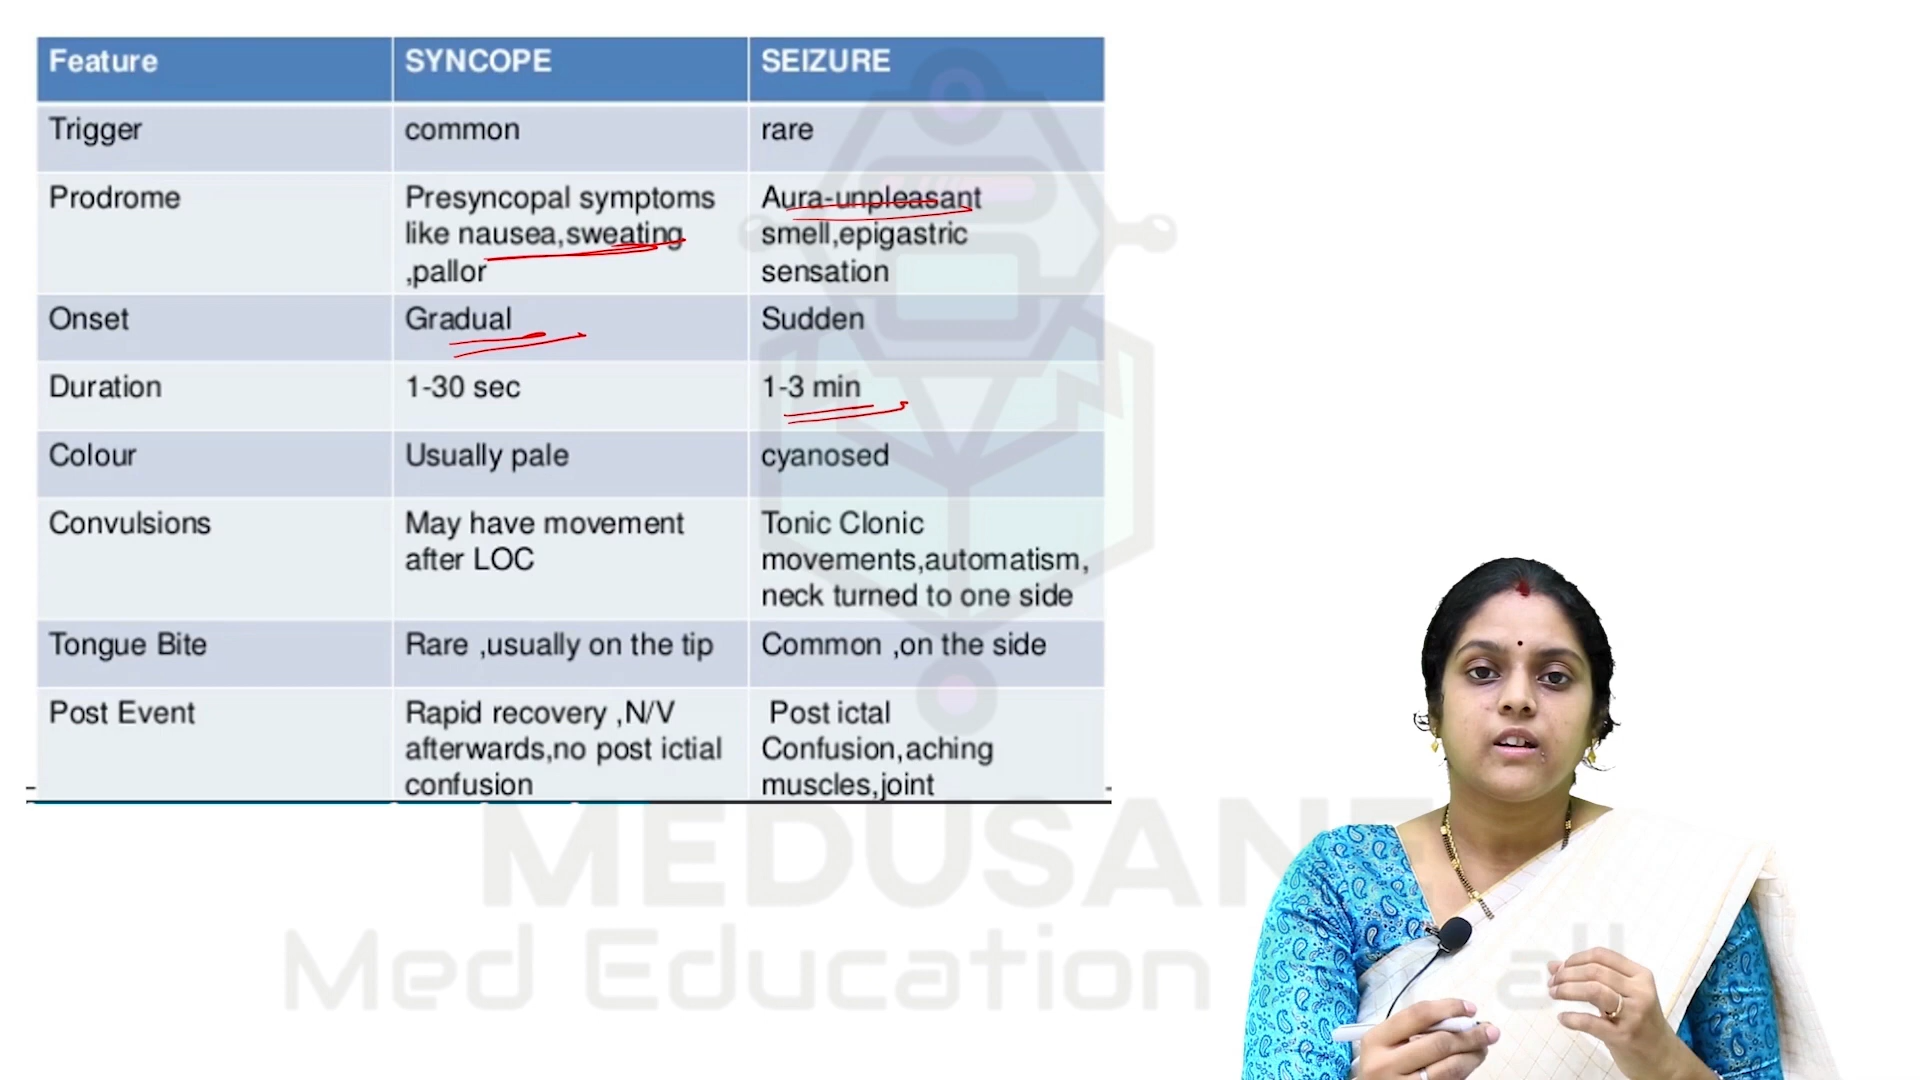 Feature SYNCOPE SEIZURE
Trigger common rare
Prodrome Presyncopal symptoms Aura-unpleasant
like nausea,sweating smell,epigastric
,pallor sensation
Onset Gradual Sudden
Duration 1-30 sec 1-3 min
Colour Usually pale cyanosed
Convulsions May have movement Tonic Clonic
after LOC movements,automatism,
neck turned to one side
Tongue Bite Rare ,usually on the tip Common ,on the side
Post Event Rapid recovery ,N/V Post ictal
afterwards,no post ictial Confusion,aching
confusion muscles,joint
Med Education